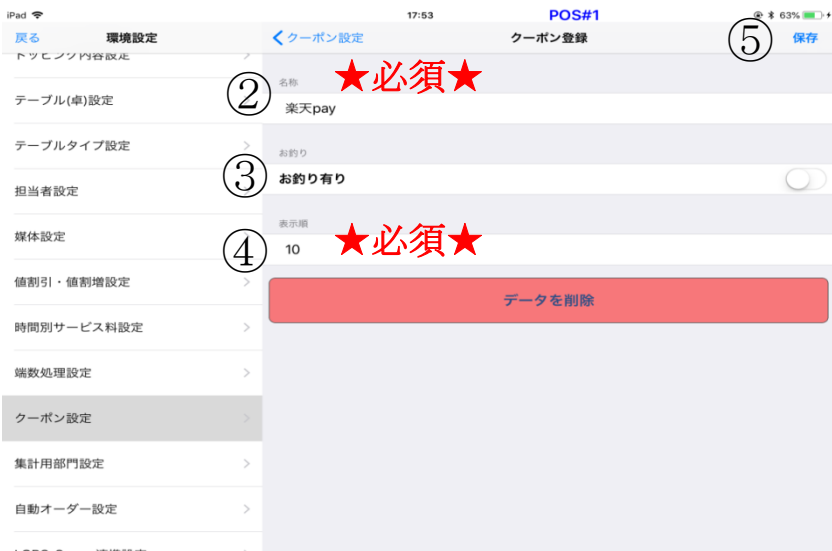 iPad 17:53 POS#1 63%
戻る 環境設定
クーポン設定 クーポン登録 ⑤ 保存
トッピング内容設定
テーブル(卓)設定
テーブルタイプ設定
担当者設定
媒体設定
値割引・値割増設定
時間別サービス料設定
端数処理設定
クーポン設定
集計用部門設定
自動オーダー設定
② 名称 ★必須★
楽天pay
お釣り
③ お釣り有り
表示順
④ 10 ★必須★
データを削除